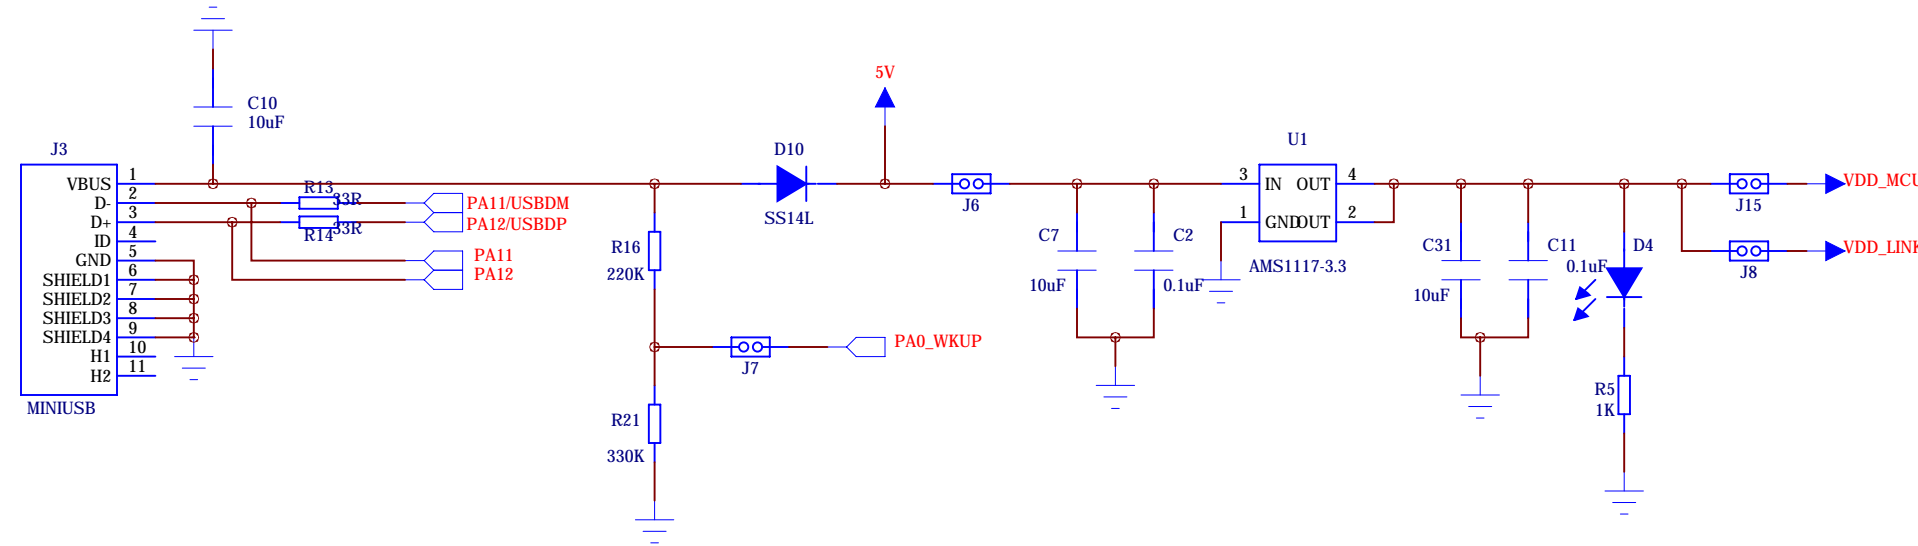 C10
10uF
J3
VBUS
D-
D+
ID
GND
SHIELD1
SHIELD2
SHIELD3
SHIELD4
H1
H2
1
2
3
4
5
6
7
8
9
10
11
MINIUSB
R13
33R
33R
R14
PA11/USBDM
PA12/USBDP
PA11
PA12
R16
220K
R21
330K
J7
PA0_WKUP
D10
SS14L
5V
J6
C7
10uF
C2
0.1uF
U1
3
IN
OUT
4
1
GND
OUT
2
AMS1117-3.3
C31
10uF
C11
0.1uF
D4
R5
1K
J15
VDD_MCU
J8
VDD_LINK